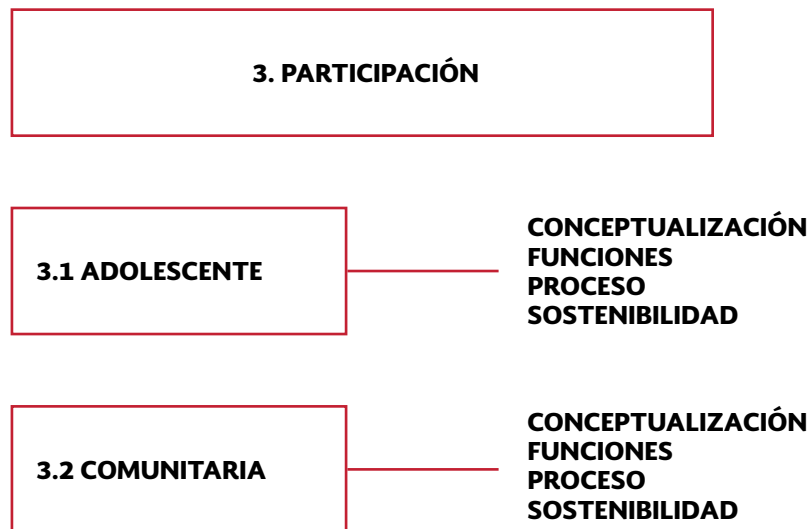 3. PARTICIPACIÓN
3.1 ADOLESCENTE
CONCEPTUALIZACIÓN
FUNCIONES
PROCESO
SOSTENIBILIDAD
3.2 COMUNITARIA
CONCEPTUALIZACIÓN
FUNCIONES
PROCESO
SOSTENIBILIDAD